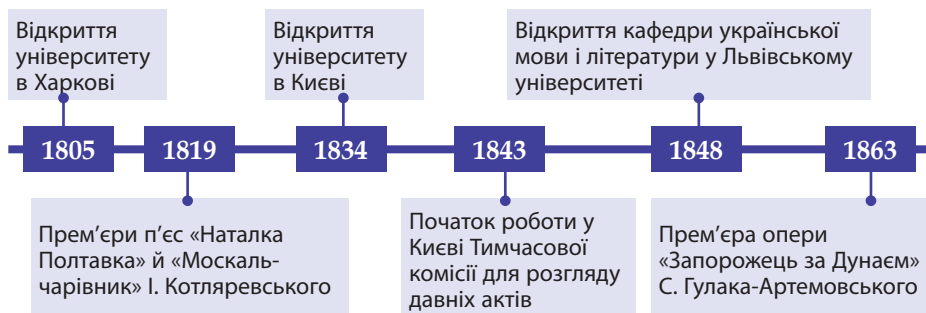 Відкриття
університету
в Харкові
Відкриття
університету
в Києві
Відкриття кафедри української
мови і літератури у Львівському
університеті
1805
1819
1834
1843
1848
1863
Прем’єри п’єс «Наталка
Полтавка» й «Москаль-
чарівник» І. Котляревського
Початок роботи у
Києві Тимчасової
комісії для розгляду
давніх актів
Прем’єра опери
«Запорожець за Дунаєм»
С. Гулака-Артемовського